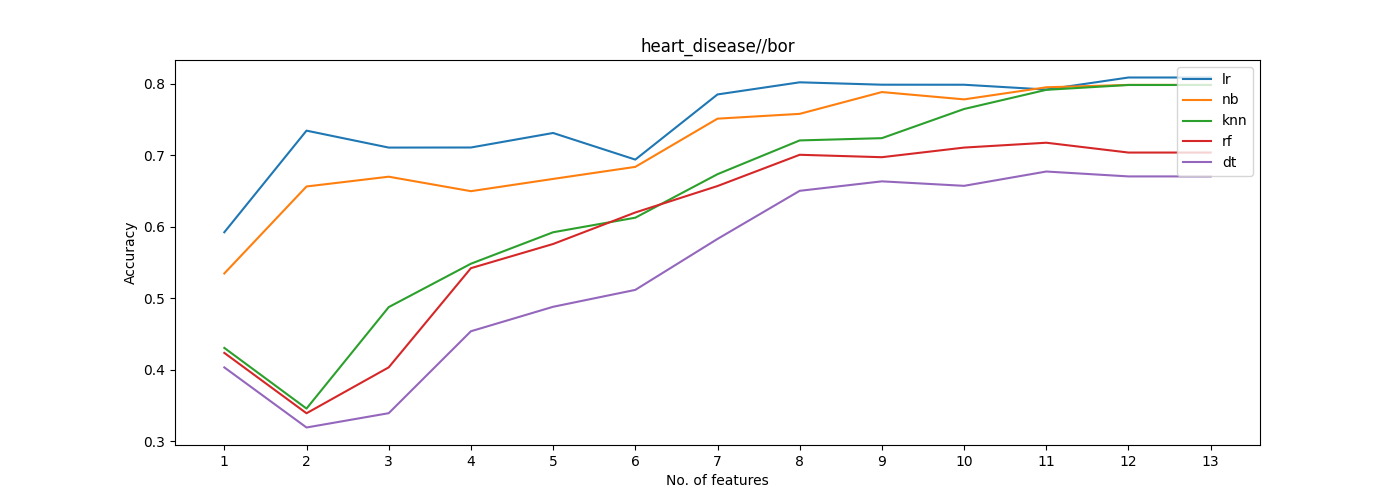 heart_disease//bor
Accuracy
0.8
0.7
0.6
0.5
0.4
0.3
lr
nb
knn
rf
dt
1 2 3 4 5 6 7 8 9 10 11 12 13
No. of features